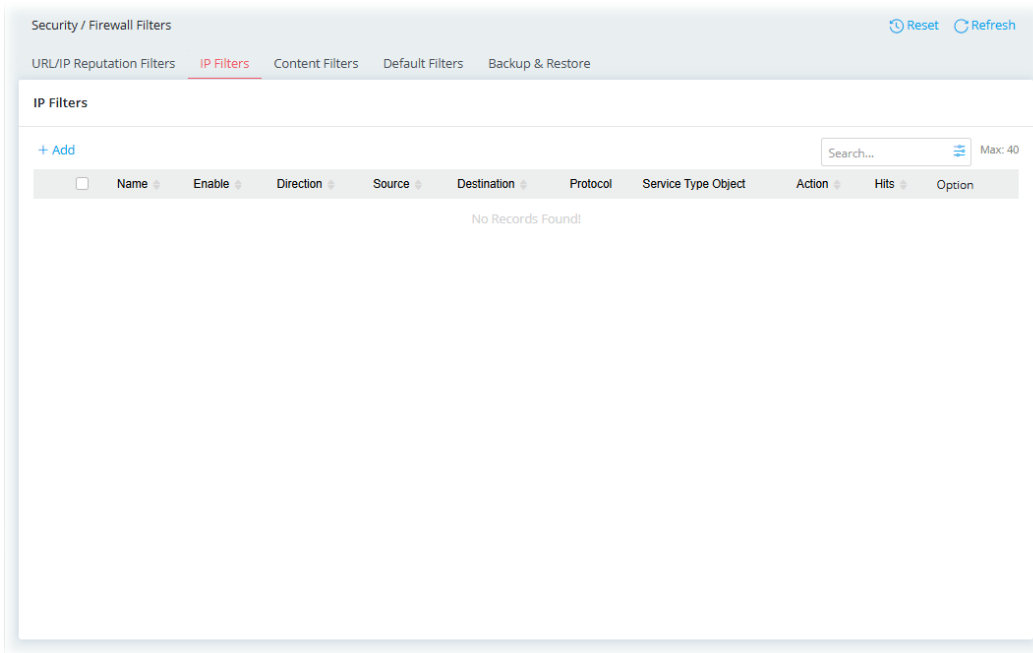 Security / Firewall Filters Reset Refresh
URL/IP Reputation Filters IP Filters Content Filters Default Filters Backup & Restore
IP Filters
+ Add Search... Max: 40
Name Enable Direction Source Destination Protocol Service Type Object Action Hits Option
No Records Found!